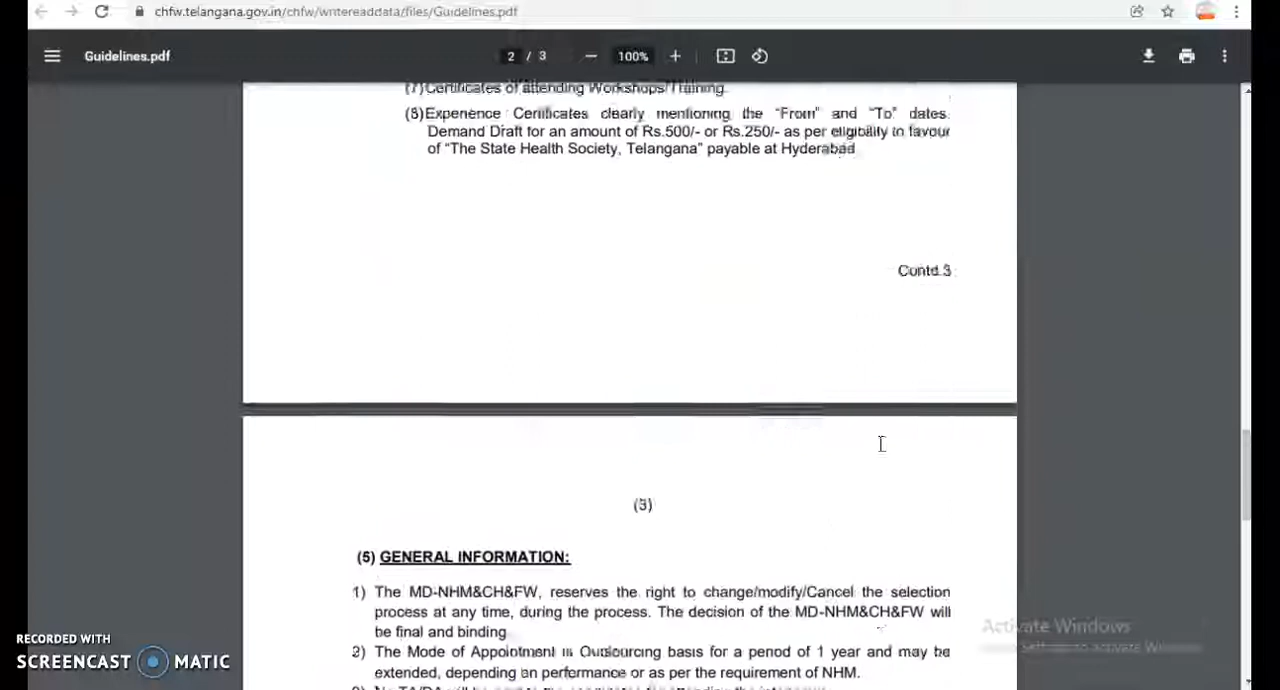 chfw.telangana.gov.in/chfw/writereaddata/files/Guidelines.pdf
Guidelines.pdf
2 / 3
100%
(7)Certificates of attending Workshops/Training.
(8)Experience Certificates clearly mentioning the "From" and "To" dates.
Demand Draft for an amount of Rs.500/- or Rs.250/- as per eligibility in favour
of "The State Health Society, Telangana" payable at Hyderabad
Contd.3
(3)
(5) GENERAL INFORMATION:
1) The MD-NHM&CH&FW, reserves the right to change/modify/Cancel the selection
process at any time, during the process. The decision of the MD-NHM&CH&FW will
be final and binding
2) The Mode of Appointment is Outsourcing basis for a period of 1 year and may be
extended, depending on performance or as per the requirement of NHM.
Activate Windows
to activate Windows
RECORDED WITH
SCREENCAST MATIC